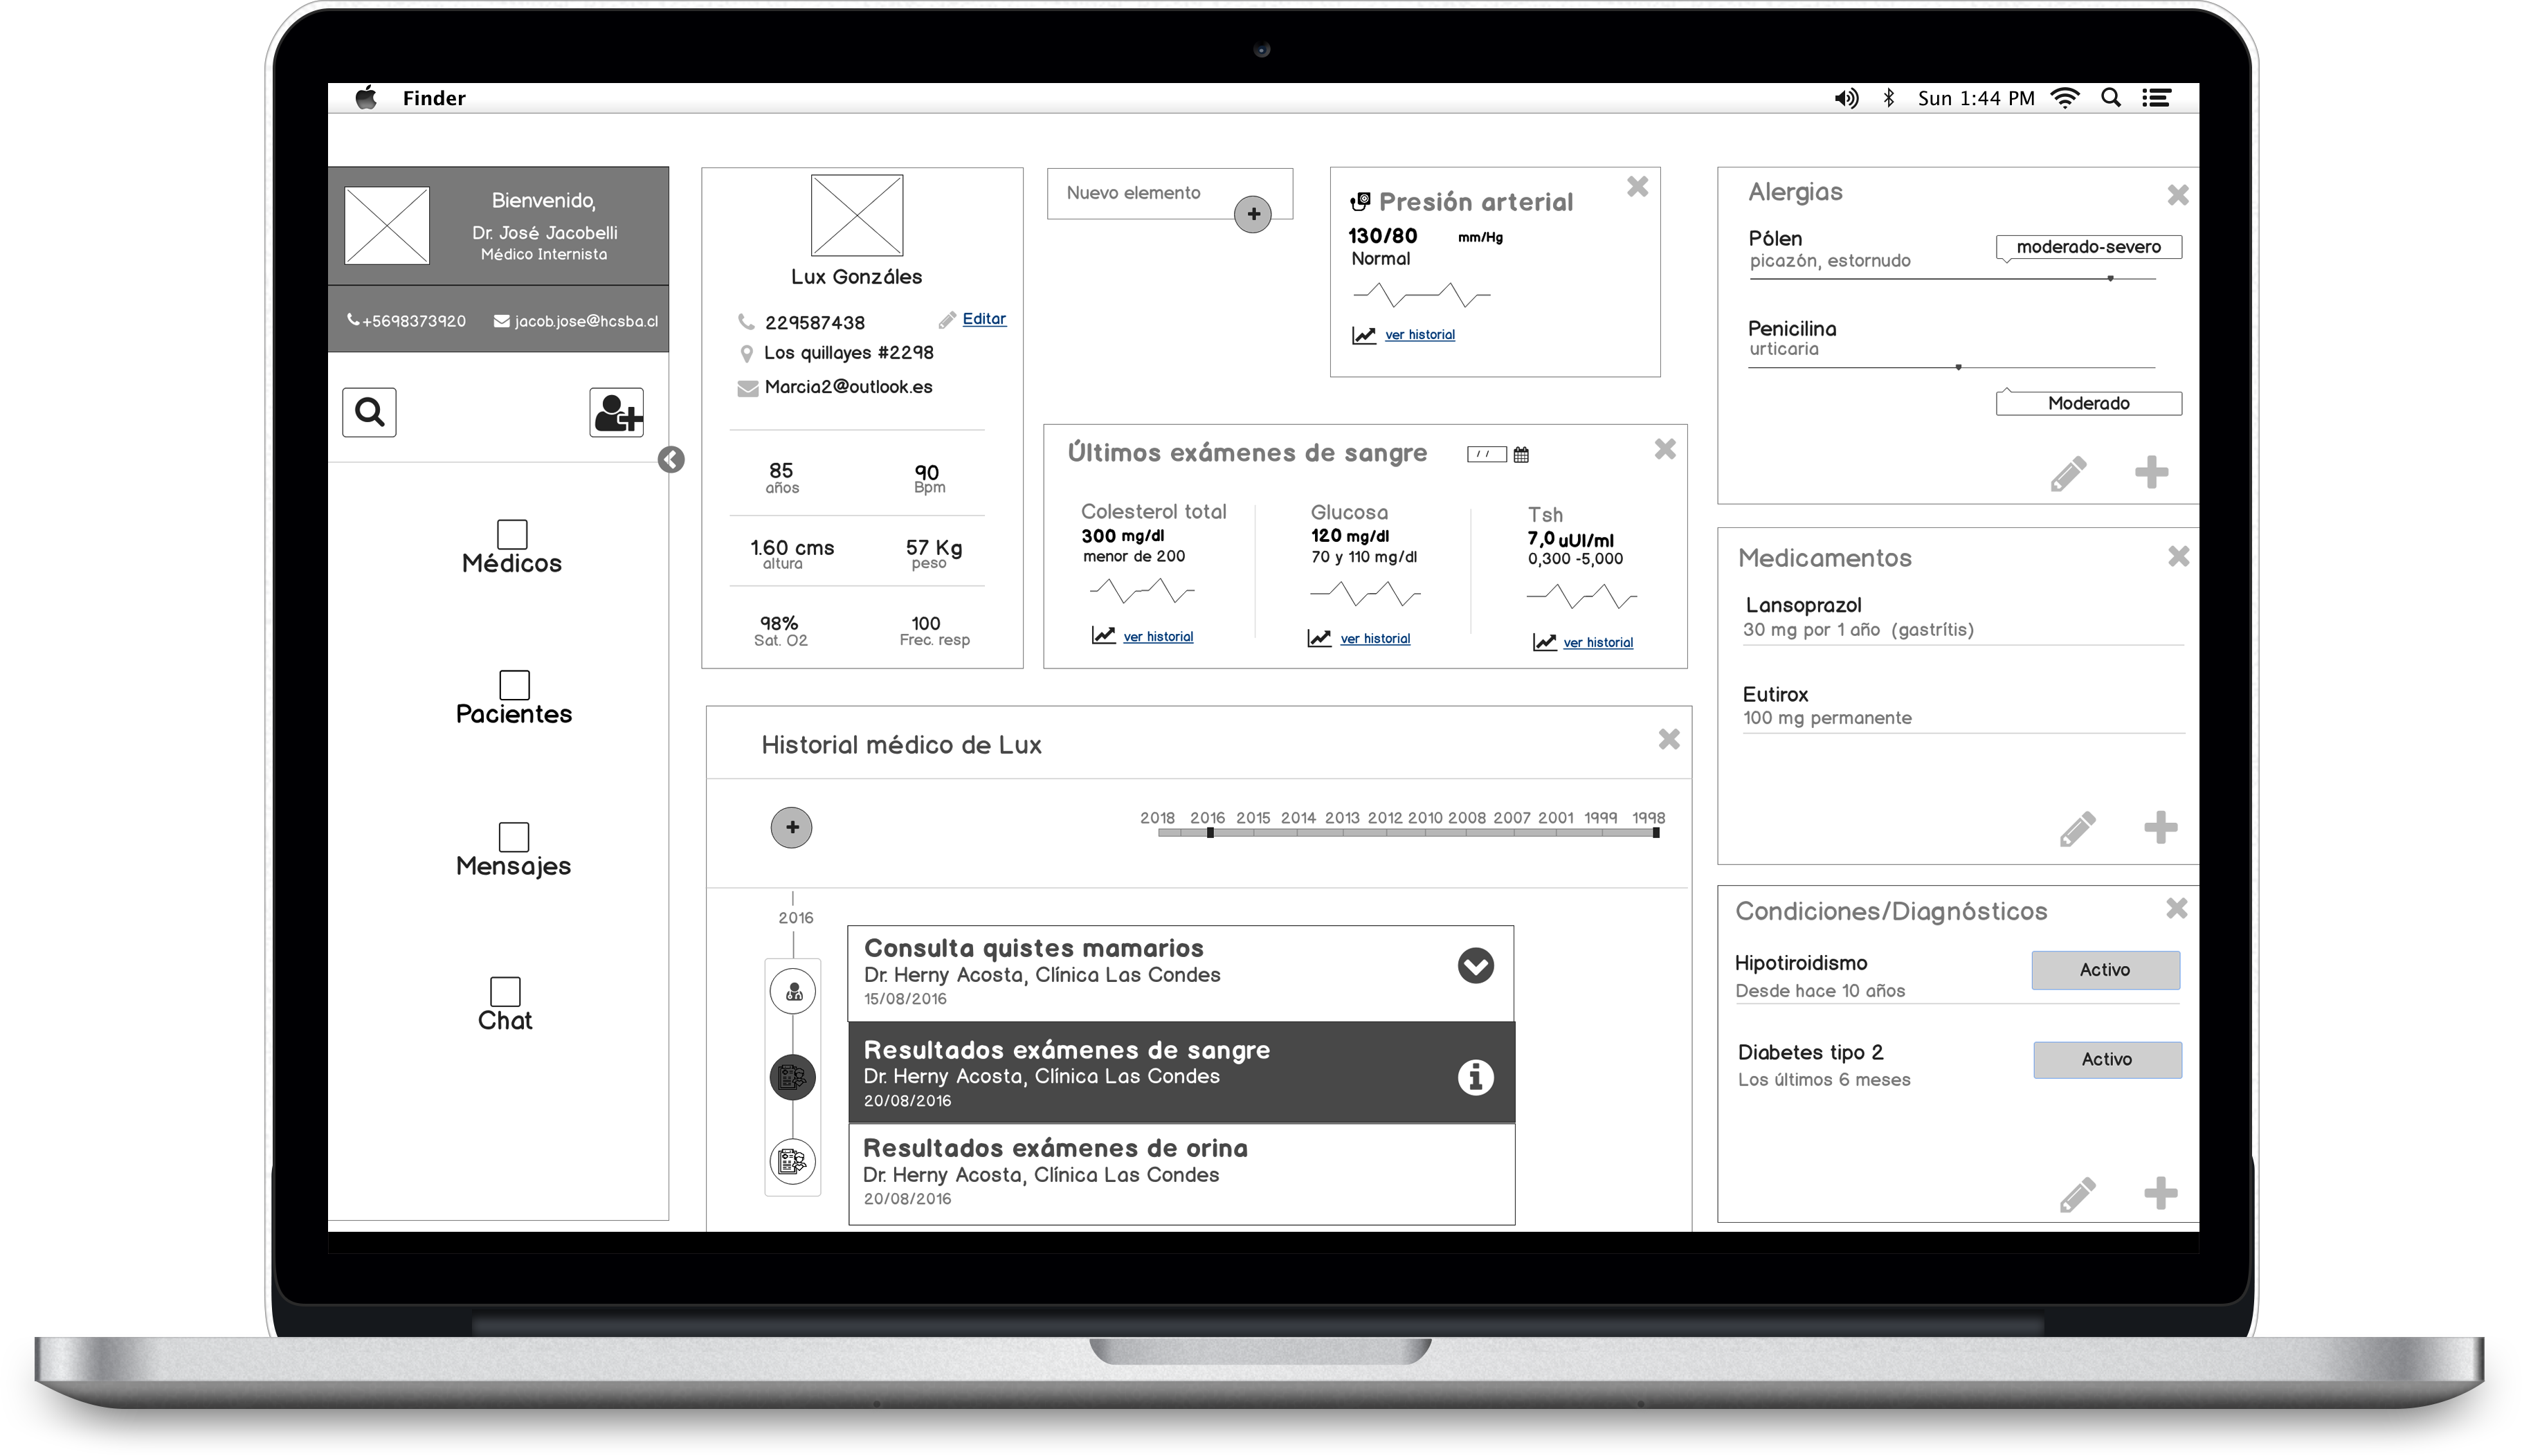 Finder
Sun 1:44 PM
Bienvenido,
Dr. José Jacobelli
Médico Internista
+5698373920
jacob.jose@hcsba.cl
Médicos
Pacientes
Mensajes
Chat
Lux Gonzáles
229587438
Editar
Los quillayes #2298
Marcia2@outlook.es
85
años
90
Bpm
1.60 cms
altura
57 Kg
peso
98%
Sat. O2
100
Frec. resp
Nuevo elemento
Presión arterial
130/80 mm/Hg
Normal
ver historial
Últimos exámenes de sangre
/ /
Colesterol total
300 mg/dl
menor de 200
ver historial
Glucosa
120 mg/dl
70 y 110 mg/dl
ver historial
Tsh
7,0 uUI/ml
0,300 -5,000
ver historial
Historial médico de Lux
2018 2016 2015 2014 2013 2012 2010 2008 2007 2001 1999 1998
2016
Consulta quistes mamarios
Dr. Herny Acosta, Clínica Las Condes
15/08/2016
Resultados exámenes de sangre
Dr. Herny Acosta, Clínica Las Condes
20/08/2016
Resultados exámenes de orina
Dr. Herny Acosta, Clínica Las Condes
20/08/2016
Alergias
Pólen
picazón, estornudo
moderado-severo
Penicilina
urticaria
Moderado
Medicamentos
Lansoprazol
30 mg por 1 año (gastrítis)
Eutirox
100 mg permanente
Condiciones/Diagnósticos
Hipotiroidismo
Desde hace 10 años
Activo
Diabetes tipo 2
Los últimos 6 meses
Activo